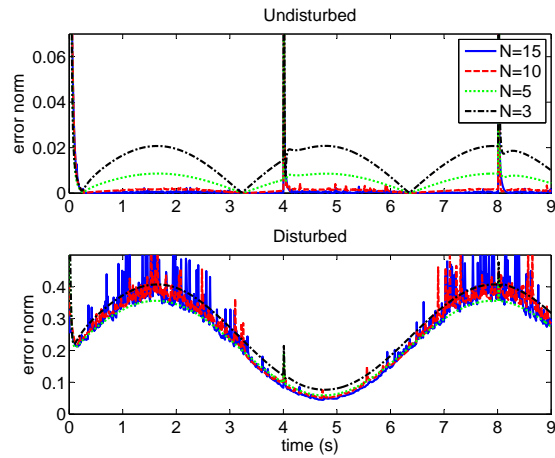 Undisturbed
error norm
0.06
0.04
0.02
0
0 1 2 3 4 5 6 7 8 9
N=15
N=10
N=5
N=3
Disturbed
error norm
0.4
0.3
0.2
0.1
0
0 1 2 3 4 5 6 7 8 9
time (s)